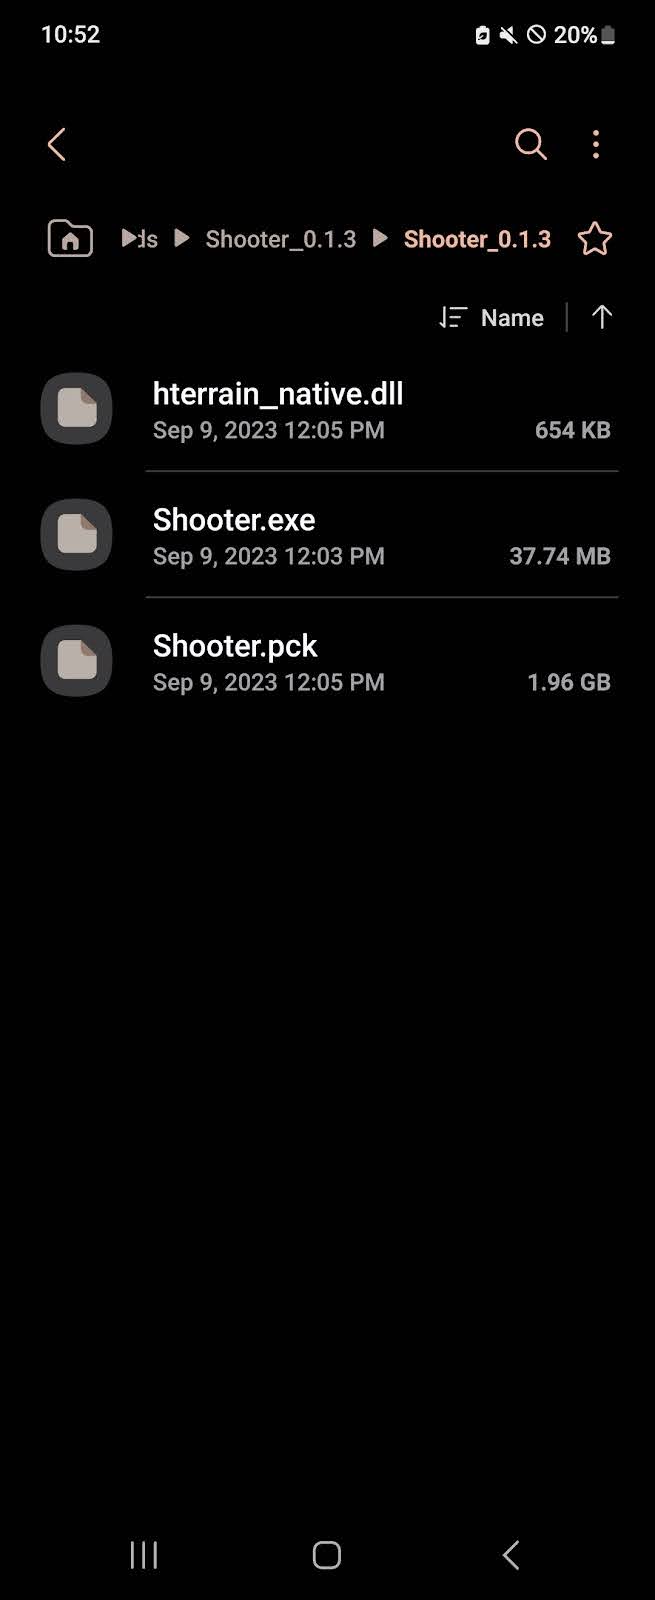 10:52
20%
ds Shooter_0.1.3 Shooter_0.1.3
Name
hterrain_native.dll
Sep 9, 2023 12:05 PM 654 KB
Shooter.exe
Sep 9, 2023 12:03 PM 37.74 MB
Shooter.pck
Sep 9, 2023 12:05 PM 1.96 GB